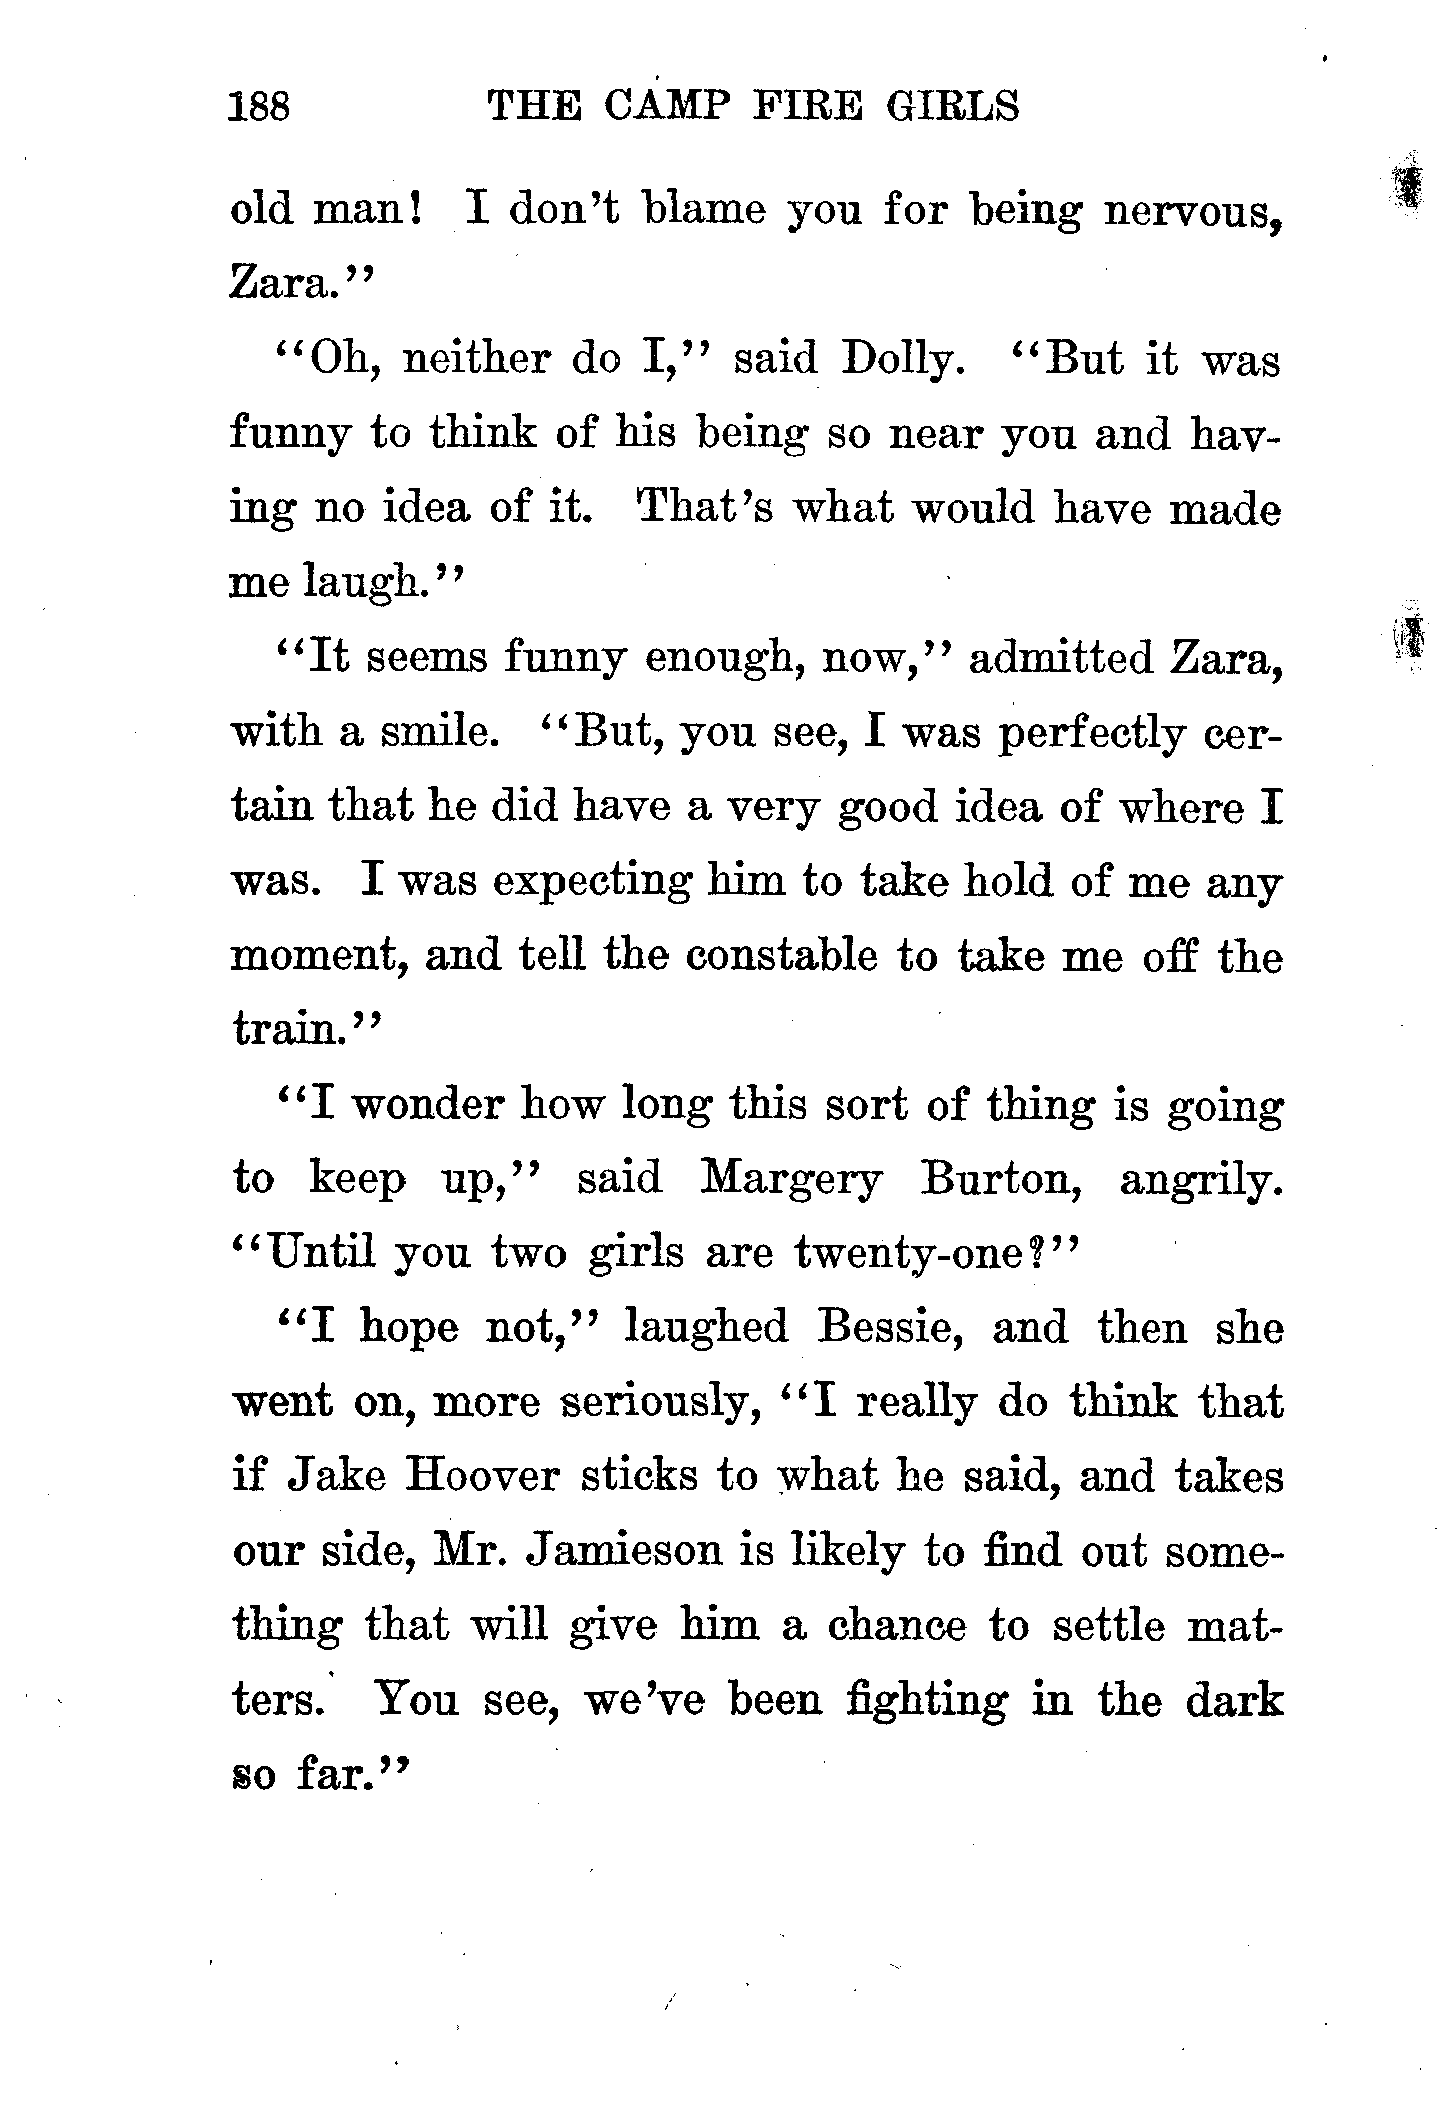 188 THE CAMP FIRE GIRLS
old man! I don't blame you for being nervous,
Zara."
"Oh, neither do I," said Dolly. "But it was
funny to think of his being so near you and hav-
ing no idea of it. That's what would have made
me laugh."
"It seems funny enough, now," admitted Zara,
with a smile. "But, you see, I was perfectly cer-
tain that he did have a very good idea of where I
was. I was expecting him to take hold of me any
moment, and tell the constable to take me off the
train."
"I wonder how long this sort of thing is going
to keep up," said Margery Burton, angrily.
"Until you two girls are twenty-one?"
"I hope not," laughed Bessie, and then she
went on, more seriously, "I really do think that
if Jake Hoover sticks to what he said, and takes
our side, Mr. Jamieson is likely to find out some-
thing that will give him a chance to settle mat-
ters. You see, we've been fighting in the dark
so far."